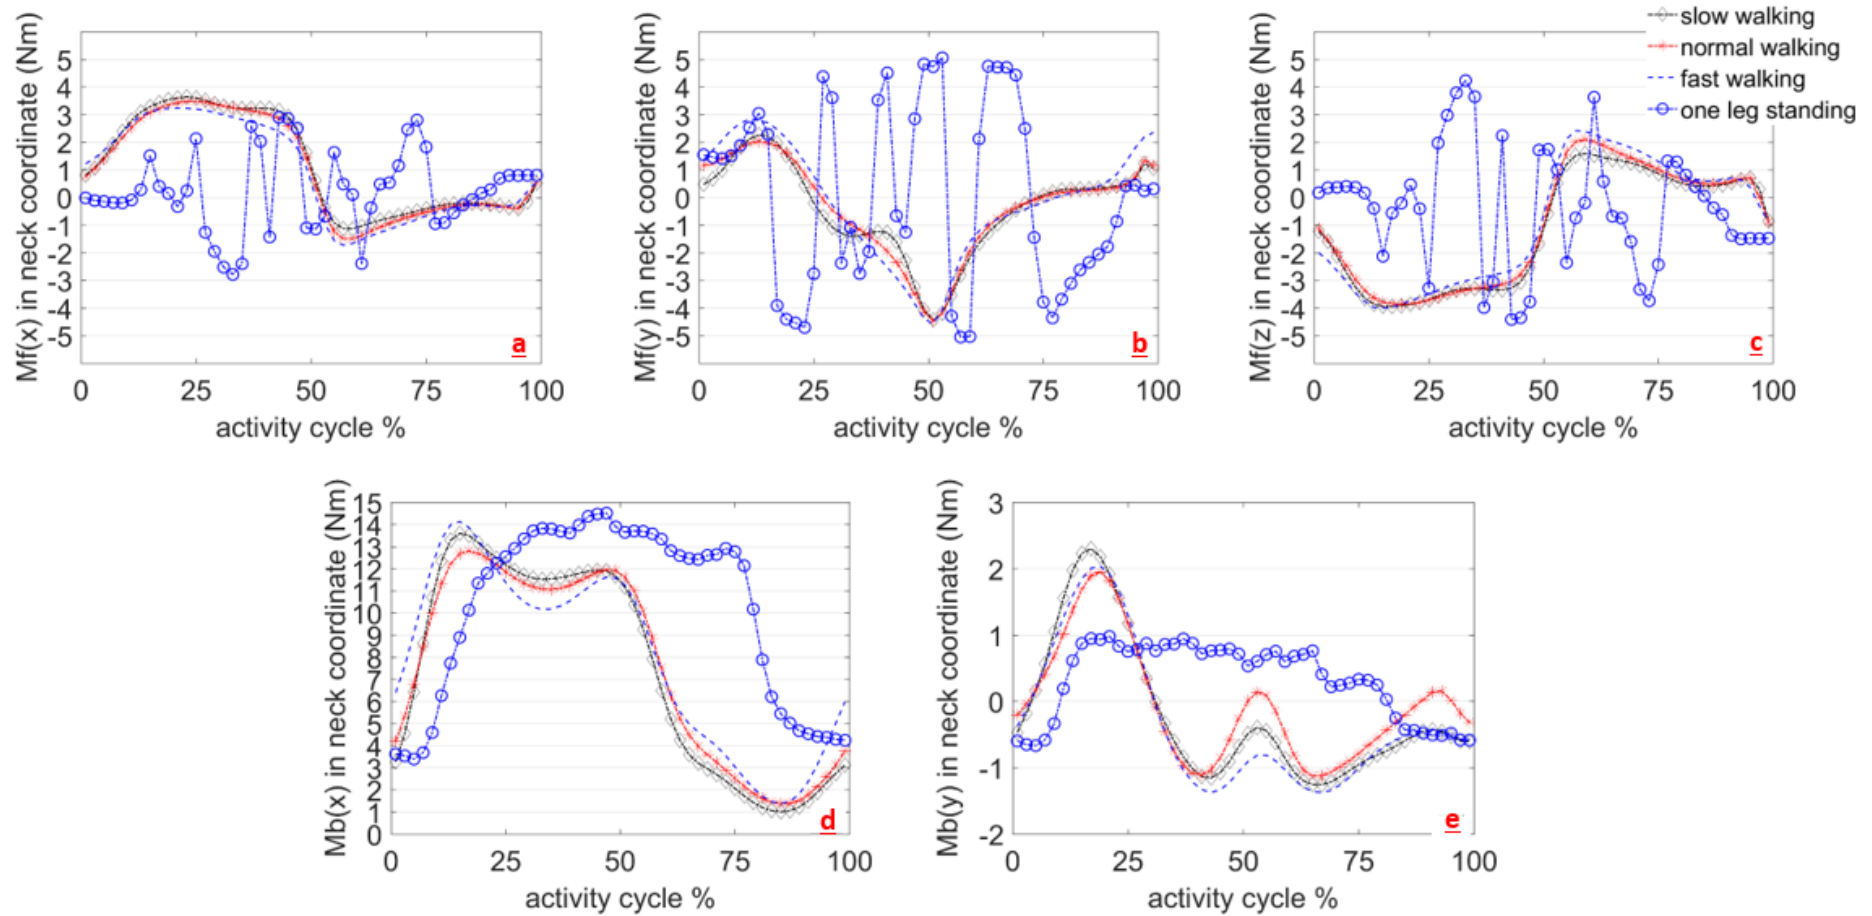 slow walking
normal walking
fast walking
one leg standing
Mf(x) in neck coordinate (Nm)
5
4
3
2
1
0
-1
-2
-3
-4
-5
0 25 50 75 100
activity cycle %
a
Mf(y) in neck coordinate (Nm)
5
4
3
2
1
0
-1
-2
-3
-4
-5
0 25 50 75 100
activity cycle %
b
Mf(z) in neck coordinate (Nm)
5
4
3
2
1
0
-1
-2
-3
-4
-5
0 25 50 75 100
activity cycle %
c
Mb(x) in neck coordinate (Nm)
15
14
13
12
11
10
9
8
7
6
5
4
3
2
1
0
0 25 50 75 100
activity cycle %
d
Mb(y) in neck coordinate (Nm)
3
2
1
0
-1
-2
0 25 50 75 100
activity cycle %
e